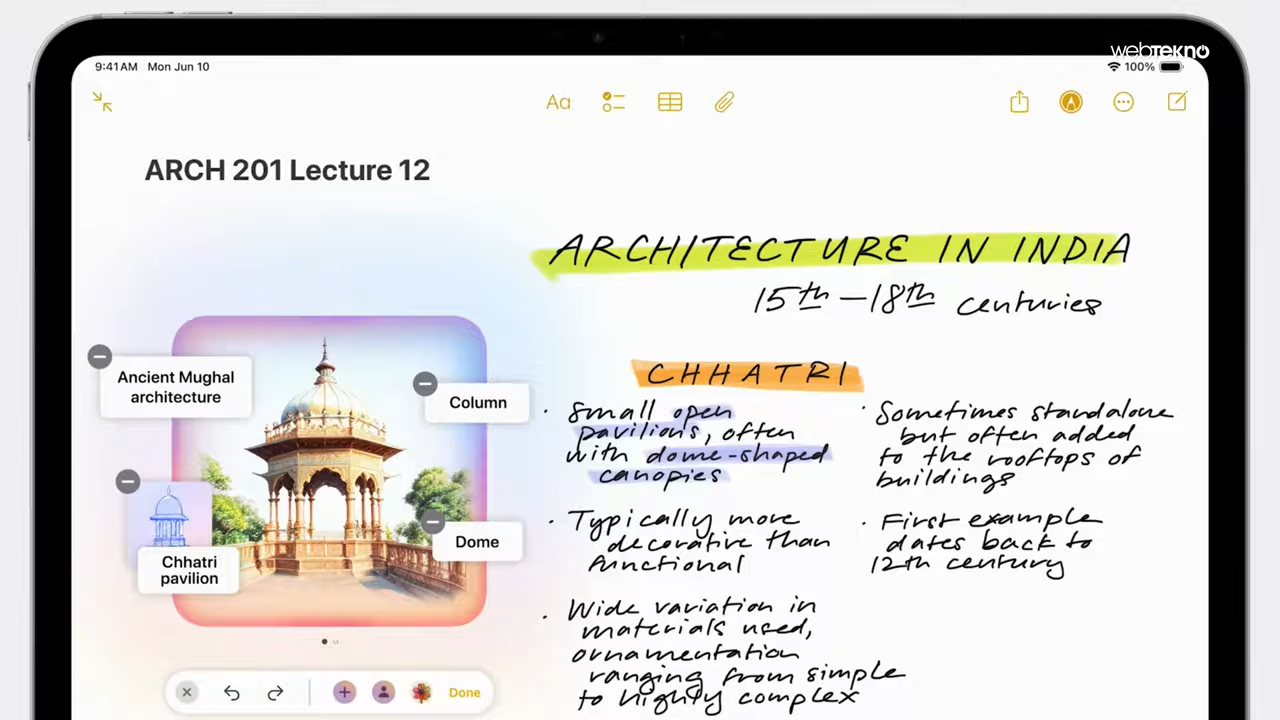 webtekno
9:41 AM Mon Jun 10
100%
Aa
ARCH 201 Lecture 12
ARCHITECTURE IN INDIA
15th – 18th centuries
Ancient Mughal
architecture
Column
Chhatri
pavilion
Dome
Done
CHHATRI
· Small open
pavilions, often
with dome-shaped
canopies
· Typically more
decorative than
functional
· Wide variation in
materials used,
ornamentation
ranging from simple
to highly complex
· Sometimes standalone
but often added
to the rooftops of
buildings
· First example
dates back to
12th century